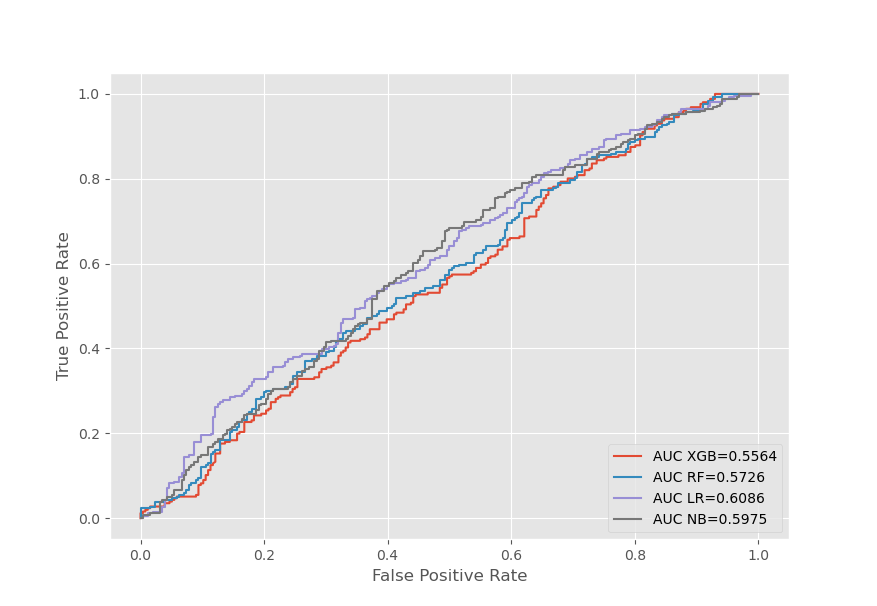 1.0
0.8
0.6
0.4
0.2
0.0
True Positive Rate
AUC XGB=0.5564
AUC RF=0.5726
AUC LR=0.6086
AUC NB=0.5975
0.0 0.2 0.4 0.6 0.8 1.0
False Positive Rate